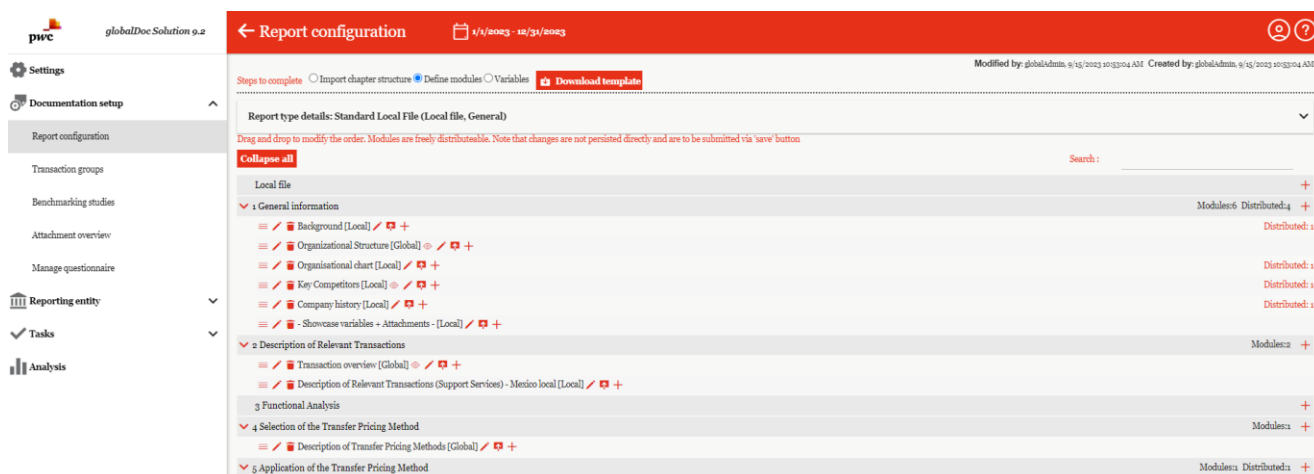 pwc
globalDoc Solution 9.2
Report configuration
1/1/2023 - 12/31/2023
Settings
Documentation setup
Report configuration
Transaction groups
Benchmarking studies
Attachment overview
Manage questionnaire
Reporting entity
Tasks
Analysis
Modified by: globalAdmin, 9/15/2023 10:53:04 AM Created by: globalAdmin, 9/15/2023 10:53:04 AM
Steps to complete Import chapter structure Define modules Variables Download template
Report type details: Standard Local File (Local file, General)
Drag and drop to modify the order. Modules are freely distributeable. Note that changes are not persisted directly and are to be submitted via 'save' button
Collapse all Search :
Local file
1 General information Modules:6 Distributed:4
Background [Local] Distributed: 1
Organizational Structure [Global]
Organisational chart [Local] Distributed: 1
Key Competitors [Local] Distributed: 1
Company history [Local] Distributed: 1
- Showcase variables + Attachments - [Local]
2 Description of Relevant Transactions Modules:2
Transaction overview [Global]
Description of Relevant Transactions (Support Services) - Mexico local [Local]
3 Functional Analysis
4 Selection of the Transfer Pricing Method Modules:1
Description of Transfer Pricing Methods [Global]
5 Application of the Transfer Pricing Method Modules:1 Distributed:1